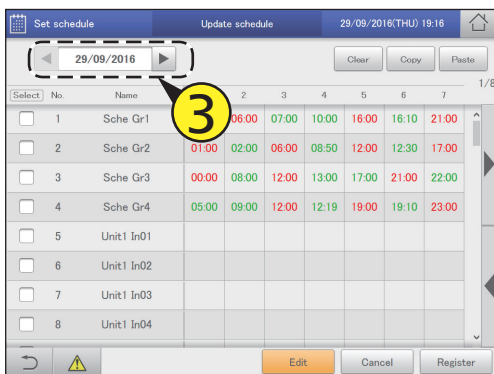 Set schedule Update schedule 29/09/2016(THU) 19:16
29/09/2016 Clear Copy Paste
1/8
Select No. Name 2 3 4 5 6 7
3
1 Sche Gr1 06:00 07:00 10:00 16:00 16:10 21:00
2 Sche Gr2 01:00 02:00 06:00 08:50 12:00 12:30 17:00
3 Sche Gr3 00:00 08:00 12:00 13:00 17:00 21:00 22:00
4 Sche Gr4 05:00 09:00 12:00 12:19 19:00 19:10 23:00
5 Unit1 In01
6 Unit1 In02
7 Unit1 In03
8 Unit1 In04
Edit Cancel Register